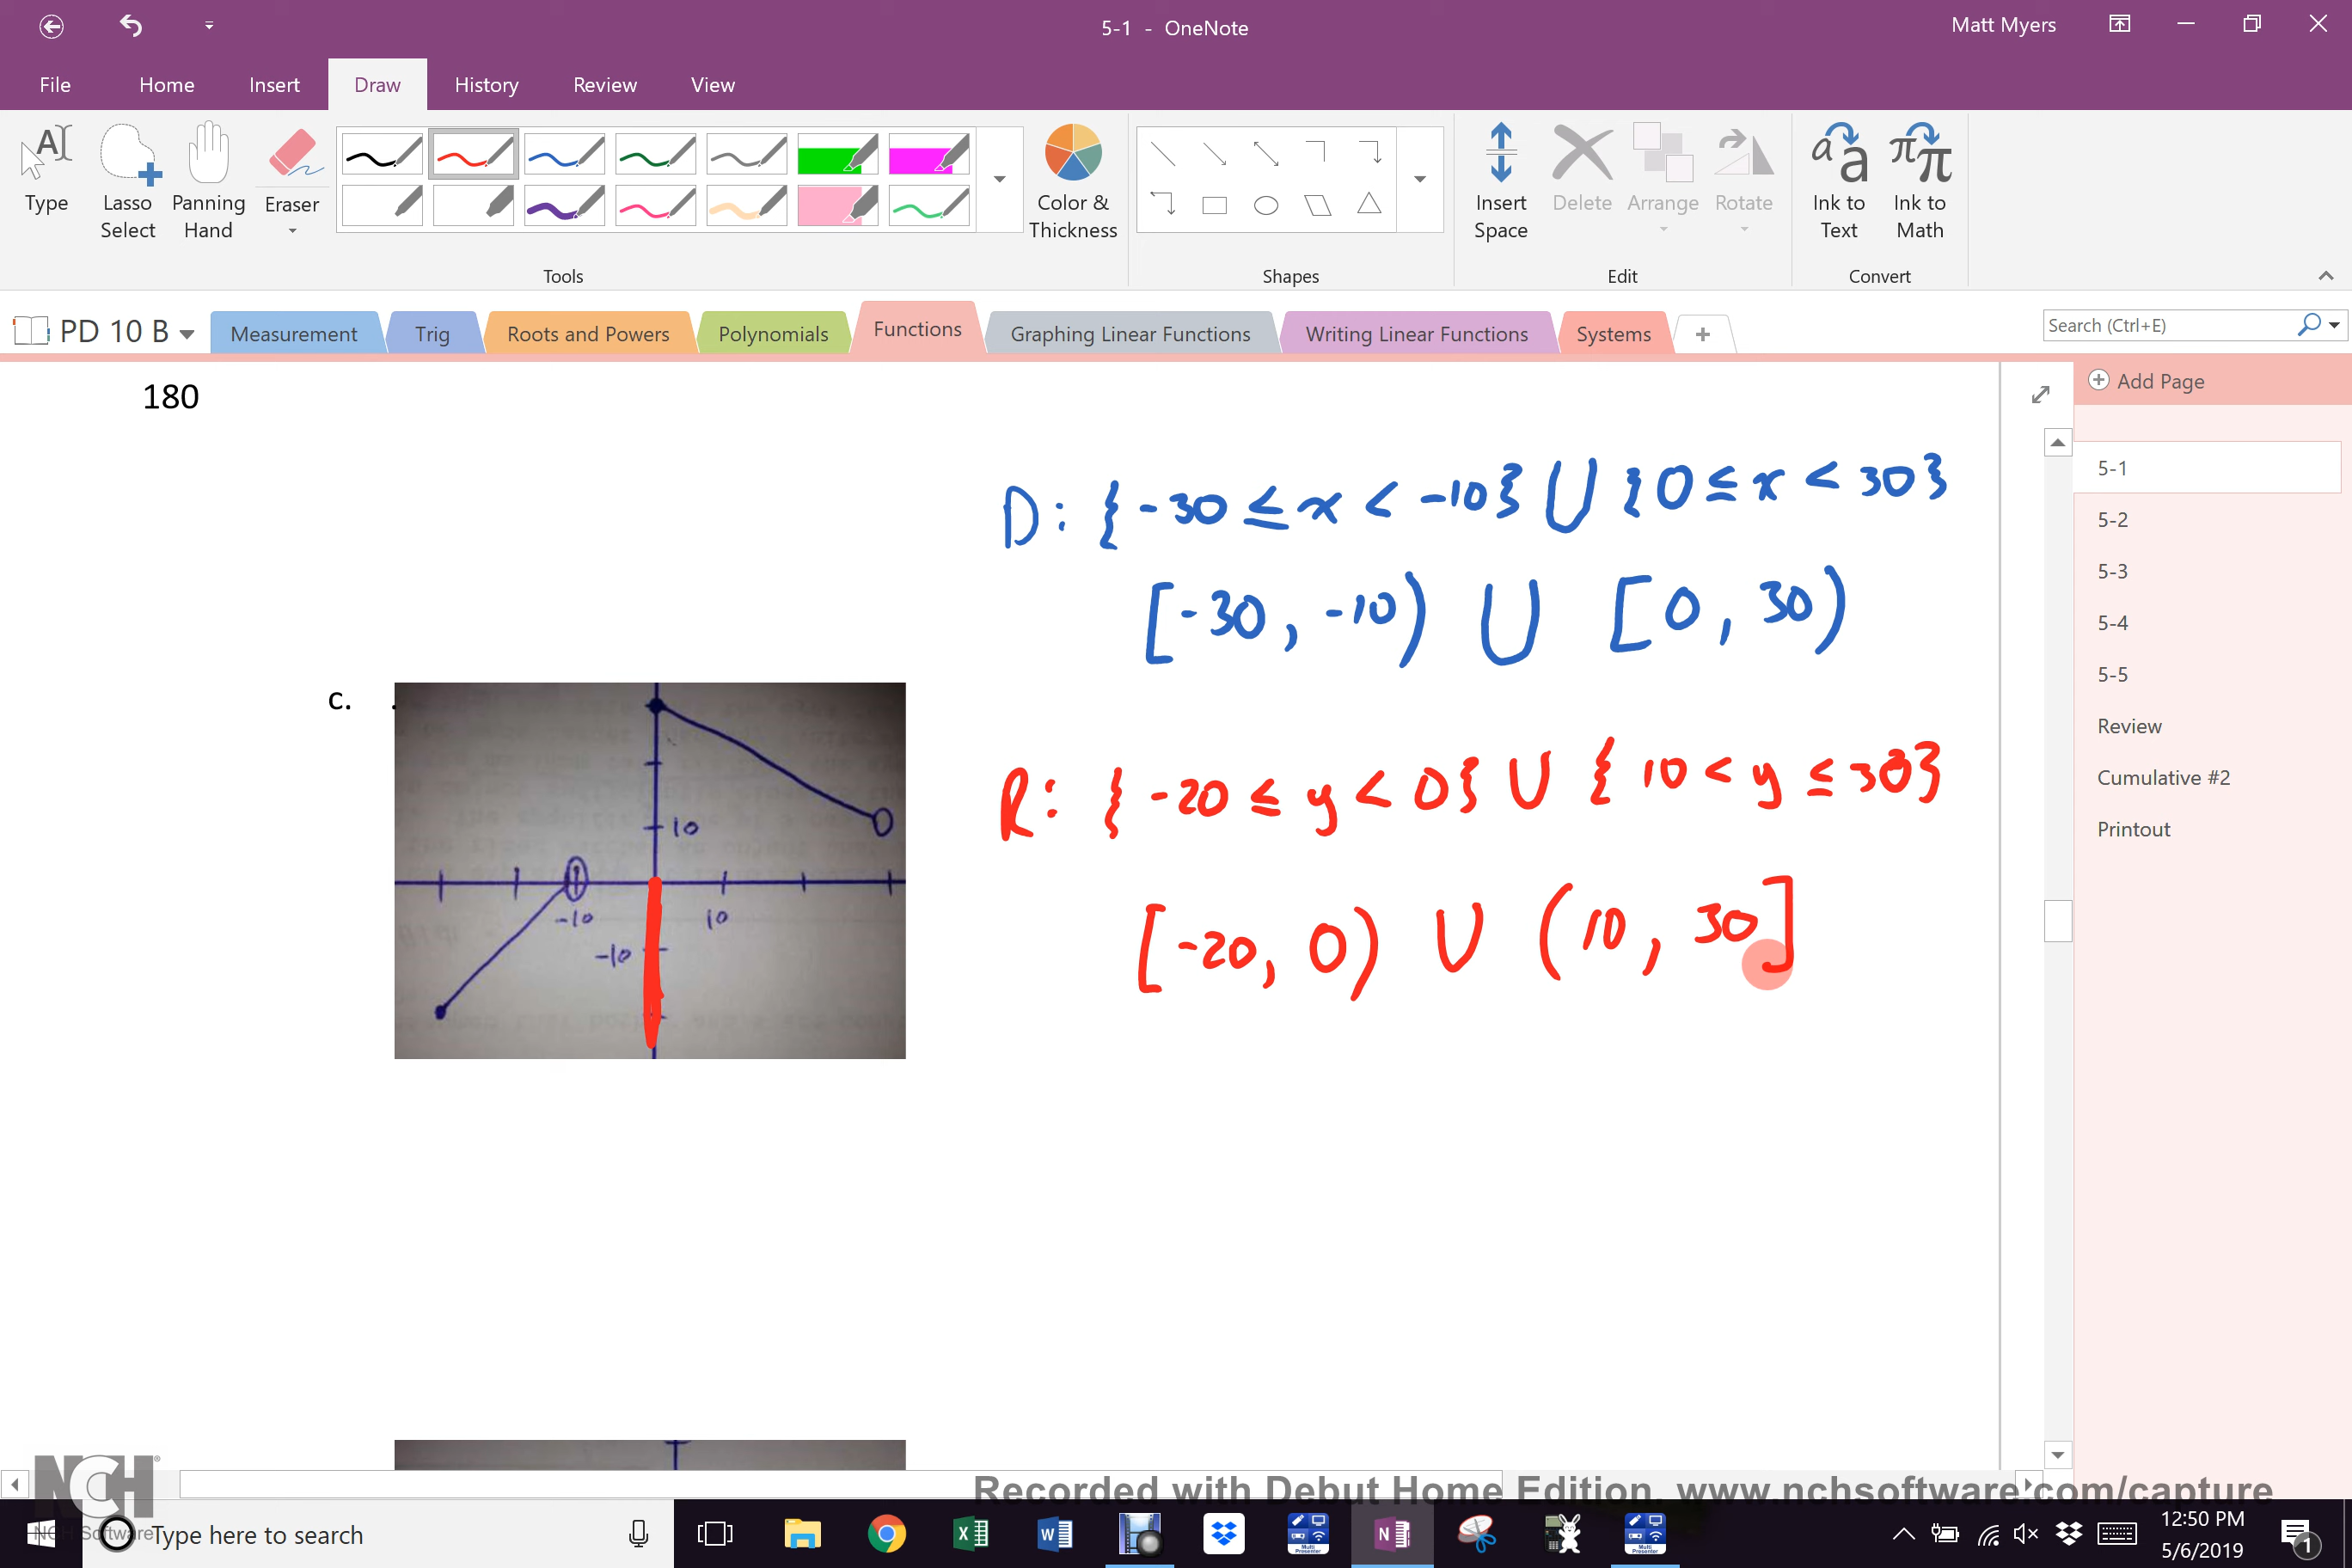 5-1 - OneNote
Matt Myers
File Home Insert Draw History Review View
Type
Lasso Select
Panning Hand
Eraser
Color & Thickness
Insert Space
Delete
Arrange
Rotate
Ink to Text
Ink to Math
Tools
Shapes
Edit
Convert
PD 10 B
Measurement Trig Roots and Powers Polynomials Functions Graphing Linear Functions Writing Linear Functions Systems +
Search (Ctrl+E)
Add Page
5-1
5-2
5-3
5-4
5-5
Review
Cumulative #2
Printout
180
D: {-30 ≤ x < -10} ∪ {0 ≤ x < 30}
[-30, -10) ∪ [0, 30)
c. .
R: {-20 ≤ y < 0} ∪ {10 < y ≤ 30}
[-20, 0) ∪ (10, 30]
10
-10
10
-10
NCH®
NCH Software
Recorded with Debut Home Edition. www.nchsoftware.com/capture
Type here to search
12:50 PM
5/6/2019
1